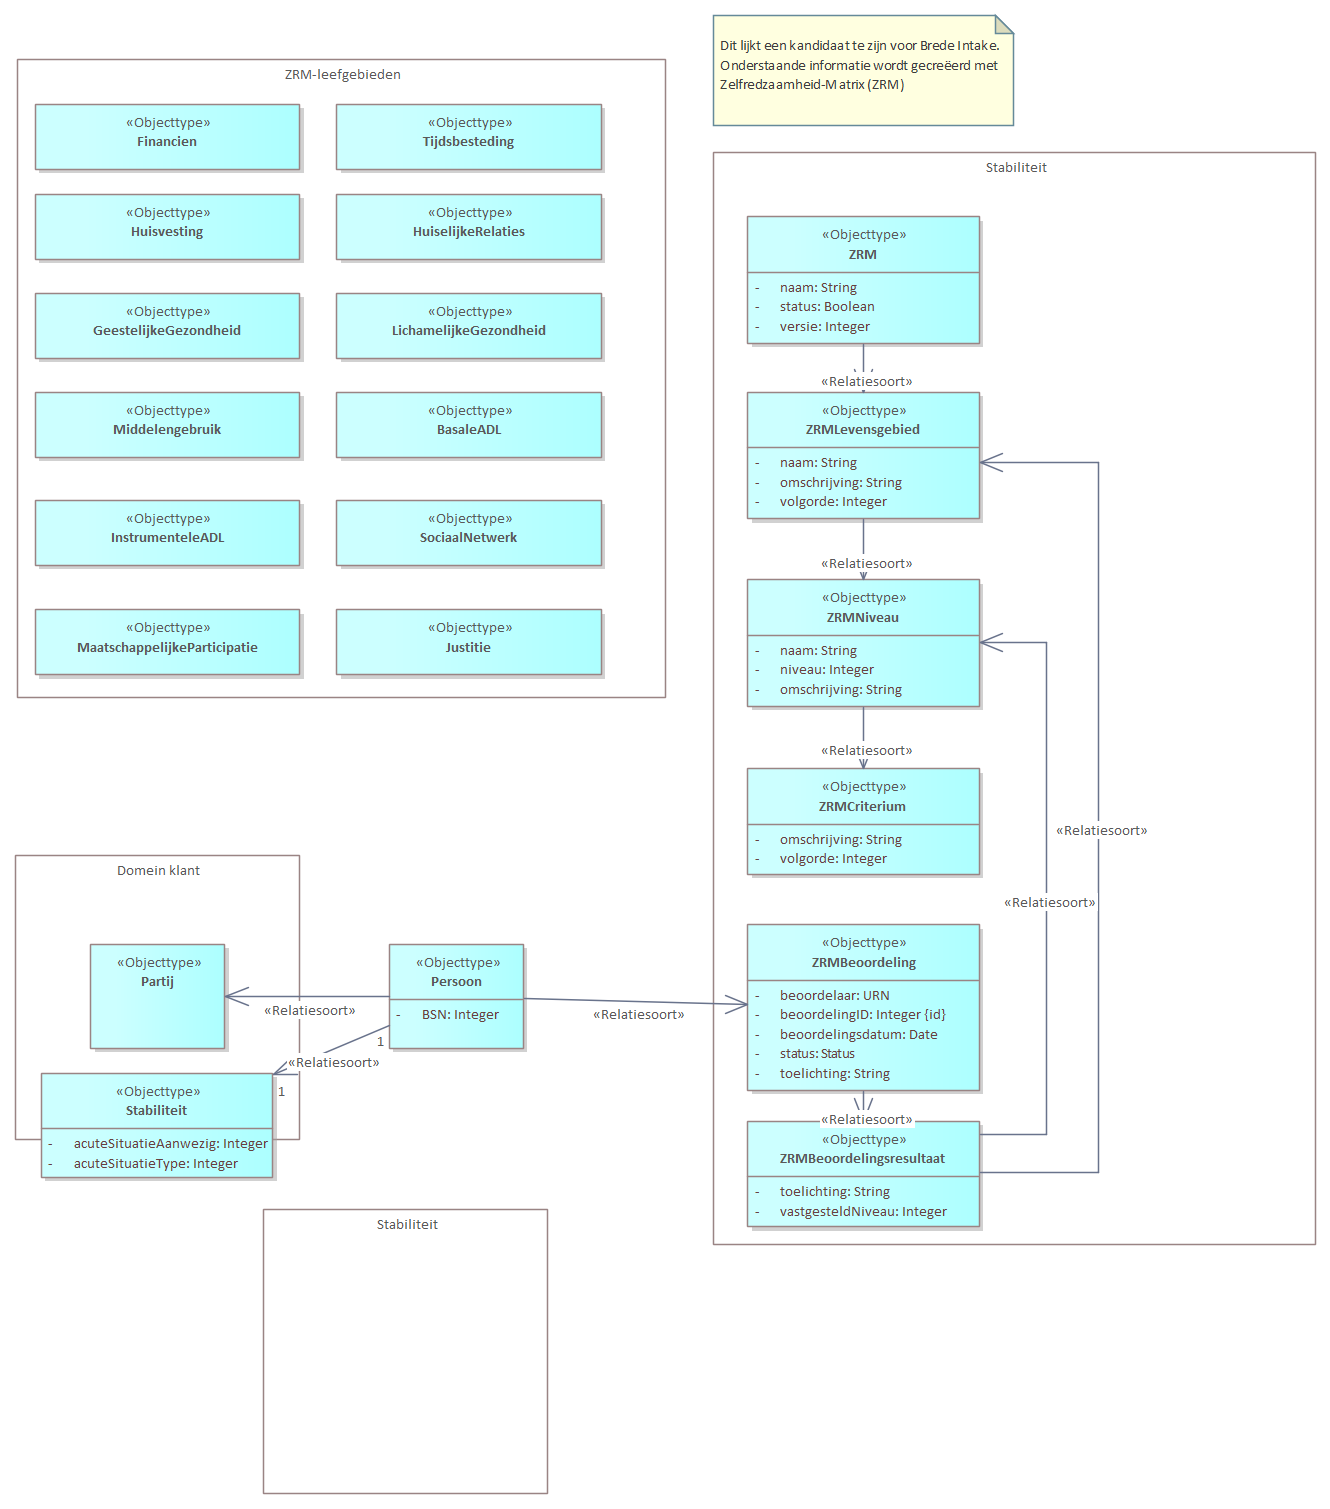 Dit lijkt een kandidaat te zijn voor Brede Intake.
Onderstaande informatie wordt gecreëerd met
Zelfredzaamheid-Matrix (ZRM)
ZRM-leefgebieden
«Objecttype»
Financien
«Objecttype»
Tijdsbesteding
«Objecttype»
Huisvesting
«Objecttype»
HuiselijkeRelaties
«Objecttype»
GeestelijkeGezondheid
«Objecttype»
LichamelijkeGezondheid
«Objecttype»
Middelengebruik
«Objecttype»
BasaleADL
«Objecttype»
InstrumenteleADL
«Objecttype»
SociaalNetwerk
«Objecttype»
MaatschappelijkeParticipatie
«Objecttype»
Justitie
Stabiliteit
«Objecttype»
ZRM
- naam: String
- status: Boolean
- versie: Integer
«Relatiesoort»
«Objecttype»
ZRMLevensgebied
- naam: String
- omschrijving: String
- volgorde: Integer
«Relatiesoort»
«Objecttype»
ZRMNiveau
- naam: String
- niveau: Integer
- omschrijving: String
«Relatiesoort»
«Objecttype»
ZRMCriterium
- omschrijving: String
- volgorde: Integer
«Relatiesoort»
«Relatiesoort»
«Objecttype»
ZRMBeoordeling
- beoordelaar: URN
- beoordelingID: Integer {id}
- beoordelingsdatum: Date
- status: Status
- toelichting: String
«Relatiesoort»
«Objecttype»
ZRMBeoordelingsresultaat
- toelichting: String
- vastgesteldNiveau: Integer
Domein klant
«Objecttype»
Partij
«Relatiesoort»
«Objecttype»
Persoon
- BSN: Integer
«Relatiesoort»
1
«Relatiesoort»
1
«Objecttype»
Stabiliteit
- acuteSituatieAanwezig: Integer
- acuteSituatieType: Integer
Stabiliteit